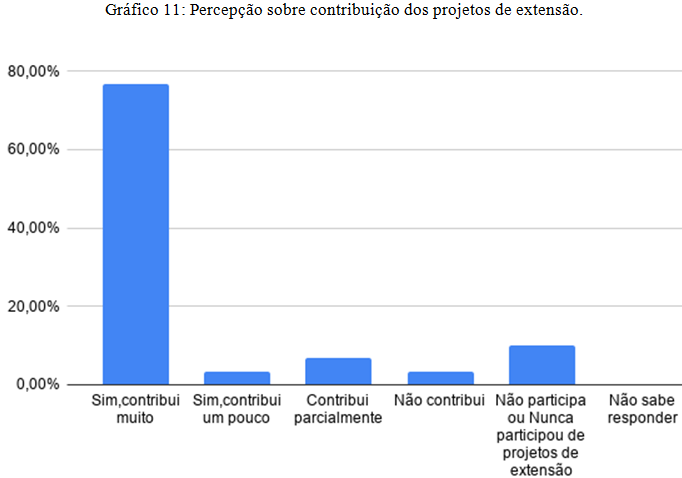 Gráfico 11: Percepção sobre contribuição dos projetos de extensão.
80,00%
60,00%
40,00%
20,00%
0,00%
Sim,contribui
muito
Sim,contribui
um pouco
Contribui
parcialmente
Não contribui
Não participa
ou Nunca
participou de
projetos de
extensão
Não sabe
responder